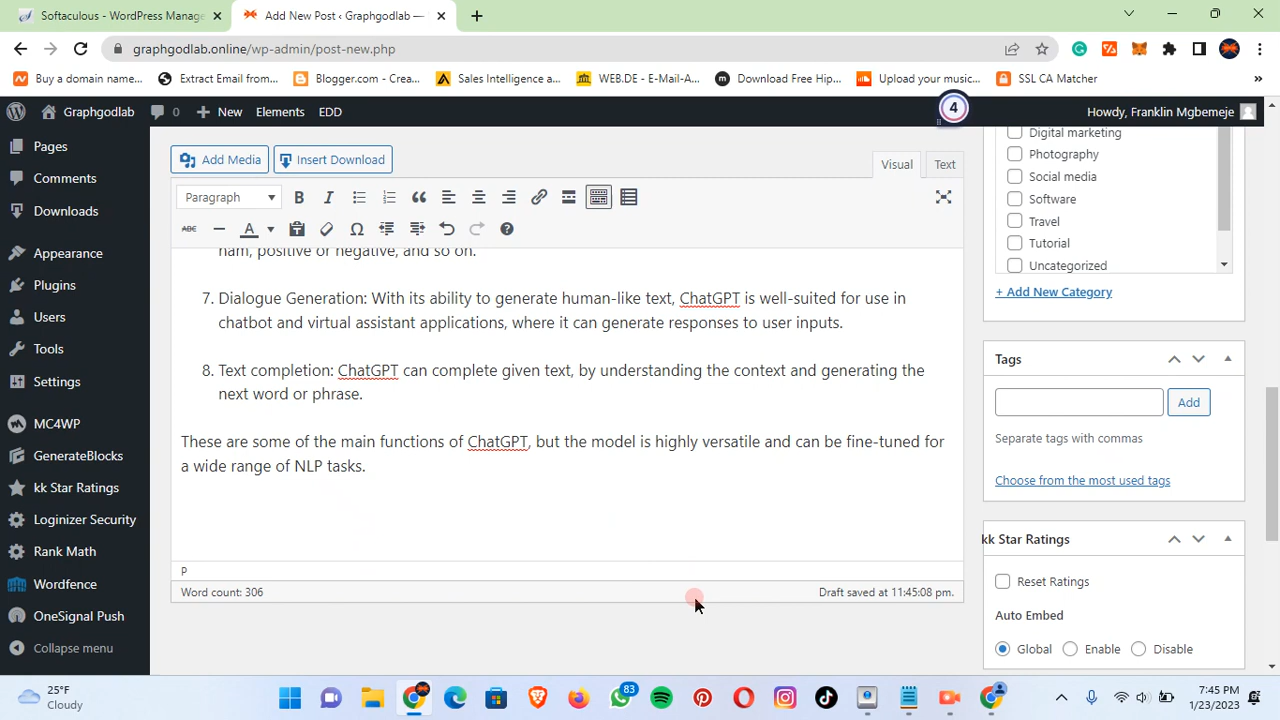 Softaculous - WordPress Manage
Add New Post ‹ Graphgodlab —
graphgodlab.online/wp-admin/post-new.php
Buy a domain name...
Extract Email from...
Blogger.com - Crea...
Sales Intelligence a...
WEB.DE - E-Mail-A...
Download Free Hip...
Upload your music...
SSL CA Matcher
»
Graphgodlab
0
New
Elements
EDD
4
Howdy, Franklin Mgbemeje
Pages
Comments
Downloads
Appearance
Plugins
Users
Tools
Settings
MC4WP
GenerateBlocks
kk Star Ratings
Loginizer Security
Rank Math
Wordfence
OneSignal Push
Collapse menu
Add Media
Insert Download
Visual
Text
Paragraph
B
I
ABC
A
nam, positive or negative, and so on.
7. Dialogue Generation: With its ability to generate human-like text, ChatGPT is well-suited for use in
chatbot and virtual assistant applications, where it can generate responses to user inputs.
8. Text completion: ChatGPT can complete given text, by understanding the context and generating the
next word or phrase.
These are some of the main functions of ChatGPT, but the model is highly versatile and can be fine-tuned for
a wide range of NLP tasks.
P
Word count: 306
Draft saved at 11:45:08 pm.
Digital marketing
Photography
Social media
Software
Travel
Tutorial
Uncategorized
+ Add New Category
Tags
Add
Separate tags with commas
Choose from the most used tags
kk Star Ratings
Reset Ratings
Auto Embed
Global
Enable
Disable
25°F
Cloudy
83
7:45 PM
1/23/2023